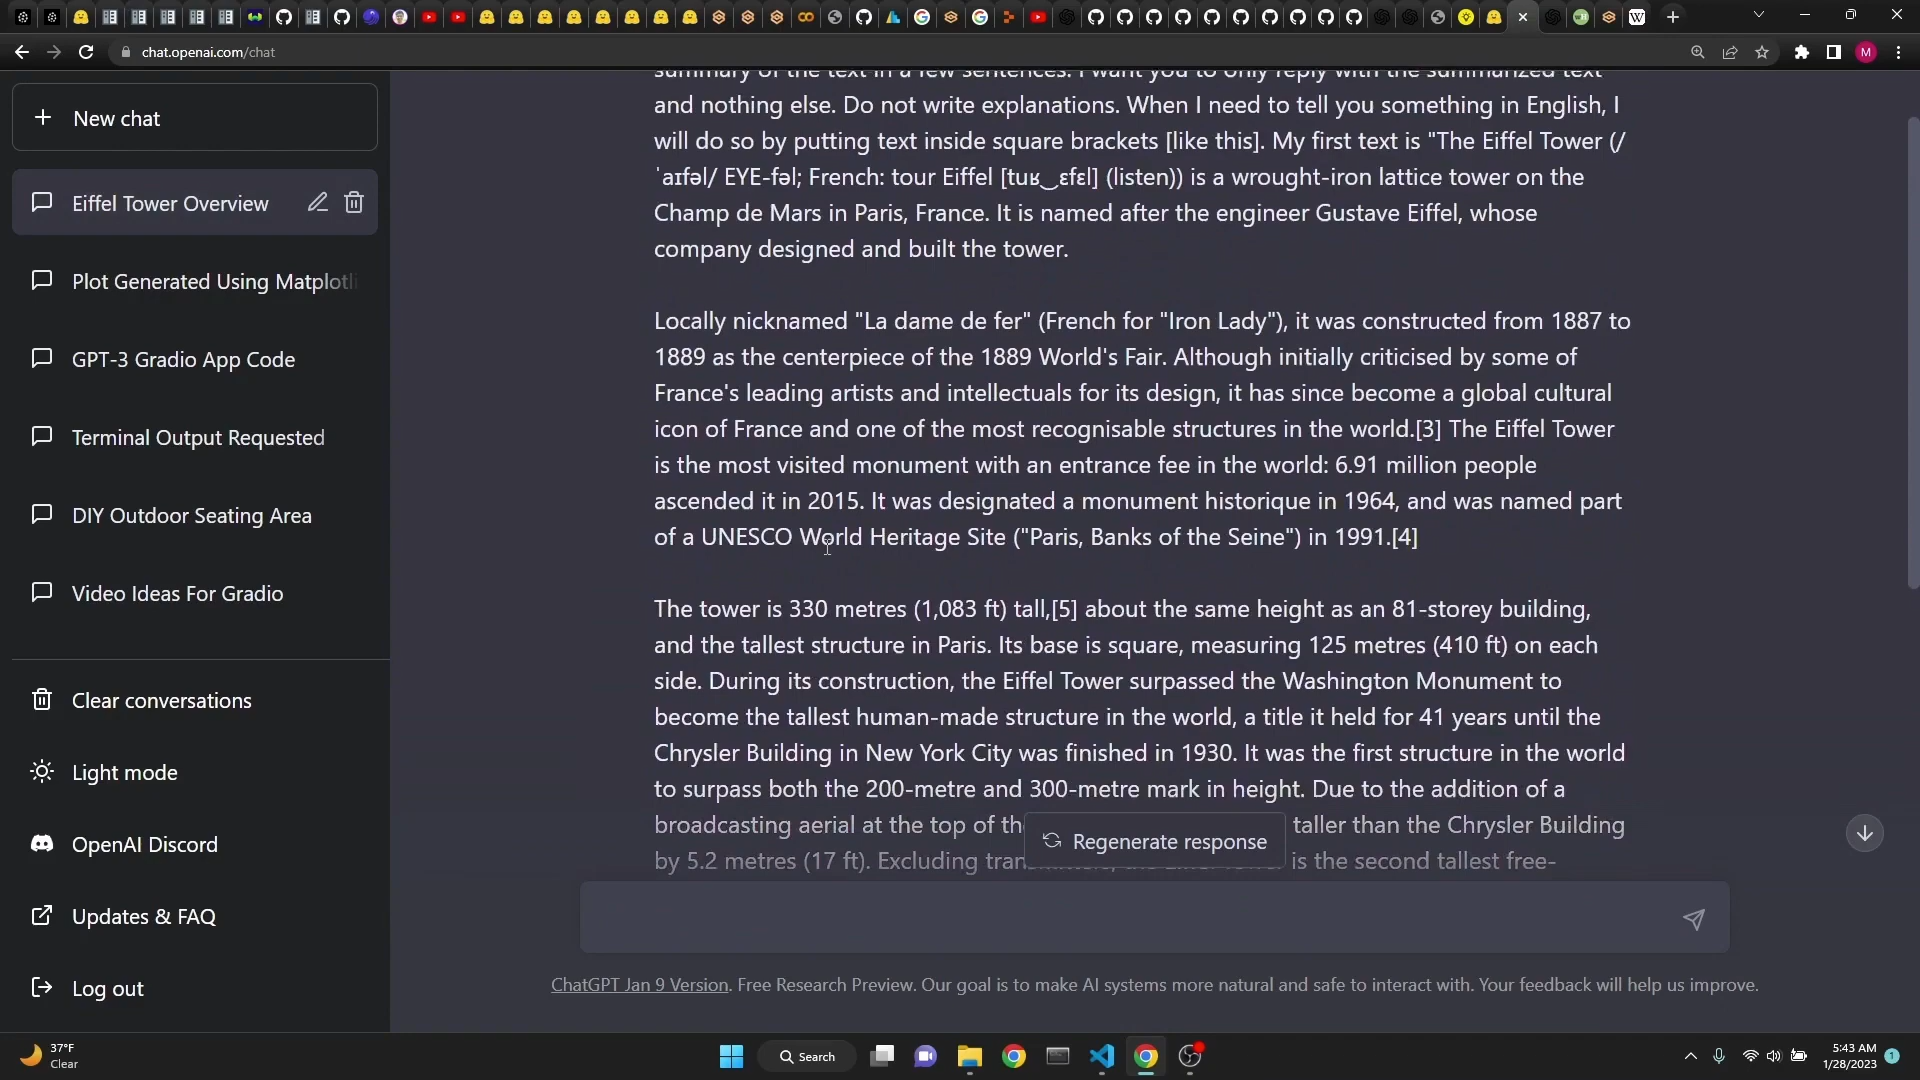 chat.openai.com/chat
M
New chat
Eiffel Tower Overview
Plot Generated Using Matplotli
GPT-3 Gradio App Code
Terminal Output Requested
DIY Outdoor Seating Area
Video Ideas For Gradio
Clear conversations
Light mode
OpenAI Discord
Updates & FAQ
Log out
summary of the text in a few sentences. I want you to only reply with the summarized text
and nothing else. Do not write explanations. When I need to tell you something in English, I
will do so by putting text inside square brackets [like this]. My first text is "The Eiffel Tower (/
ˈaɪfəl/ EYE-fəl; French: tour Eiffel [tuʁ‿ɛfɛl] (listen)) is a wrought-iron lattice tower on the
Champ de Mars in Paris, France. It is named after the engineer Gustave Eiffel, whose
company designed and built the tower.
Locally nicknamed "La dame de fer" (French for "Iron Lady"), it was constructed from 1887 to
1889 as the centerpiece of the 1889 World's Fair. Although initially criticised by some of
France's leading artists and intellectuals for its design, it has since become a global cultural
icon of France and one of the most recognisable structures in the world.[3] The Eiffel Tower
is the most visited monument with an entrance fee in the world: 6.91 million people
ascended it in 2015. It was designated a monument historique in 1964, and was named part
of a UNESCO World Heritage Site ("Paris, Banks of the Seine") in 1991.[4]
The tower is 330 metres (1,083 ft) tall,[5] about the same height as an 81-storey building,
and the tallest structure in Paris. Its base is square, measuring 125 metres (410 ft) on each
side. During its construction, the Eiffel Tower surpassed the Washington Monument to
become the tallest human-made structure in the world, a title it held for 41 years until the
Chrysler Building in New York City was finished in 1930. It was the first structure in the world
to surpass both the 200-metre and 300-metre mark in height. Due to the addition of a
broadcasting aerial at the top of th taller than the Chrysler Building
Regenerate response
by 5.2 metres (17 ft). Excluding is the second tallest free-
ChatGPT Jan 9 Version. Free Research Preview. Our goal is to make AI systems more natural and safe to interact with. Your feedback will help us improve.
37°F
Clear
Search
5:43 AM
1/28/2023
1